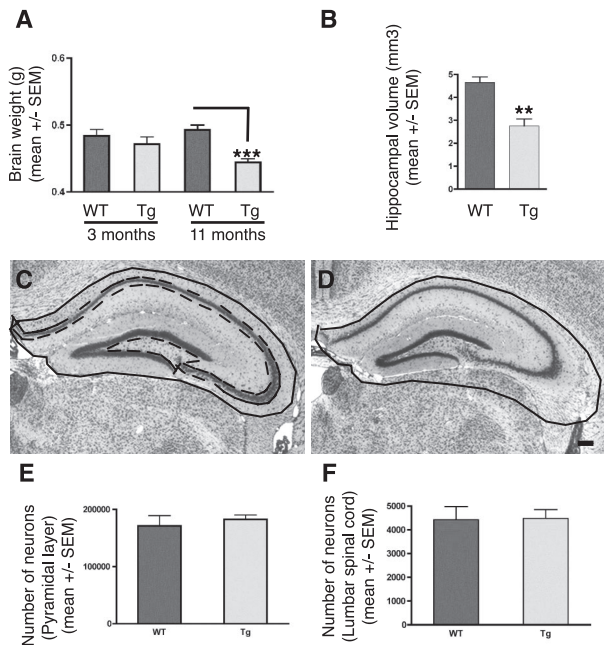 A
Brain weight (g)
(mean +/- SEM)
0.6
0.5
0.4
***
WT
Tg
WT
Tg
3 months
11 months
B
Hippocampal volume (mm3)
(mean +/- SEM)
5
4
3
2
1
0
**
WT
Tg
C
D
E
Number of neurons
(Pyramidal layer)
(mean +/- SEM)
200000
100000
0
WT
Tg
F
Number of neurons
(Lumbar spinal cord)
(mean +/- SEM)
5000
4000
3000
2000
1000
0
WT
Tg